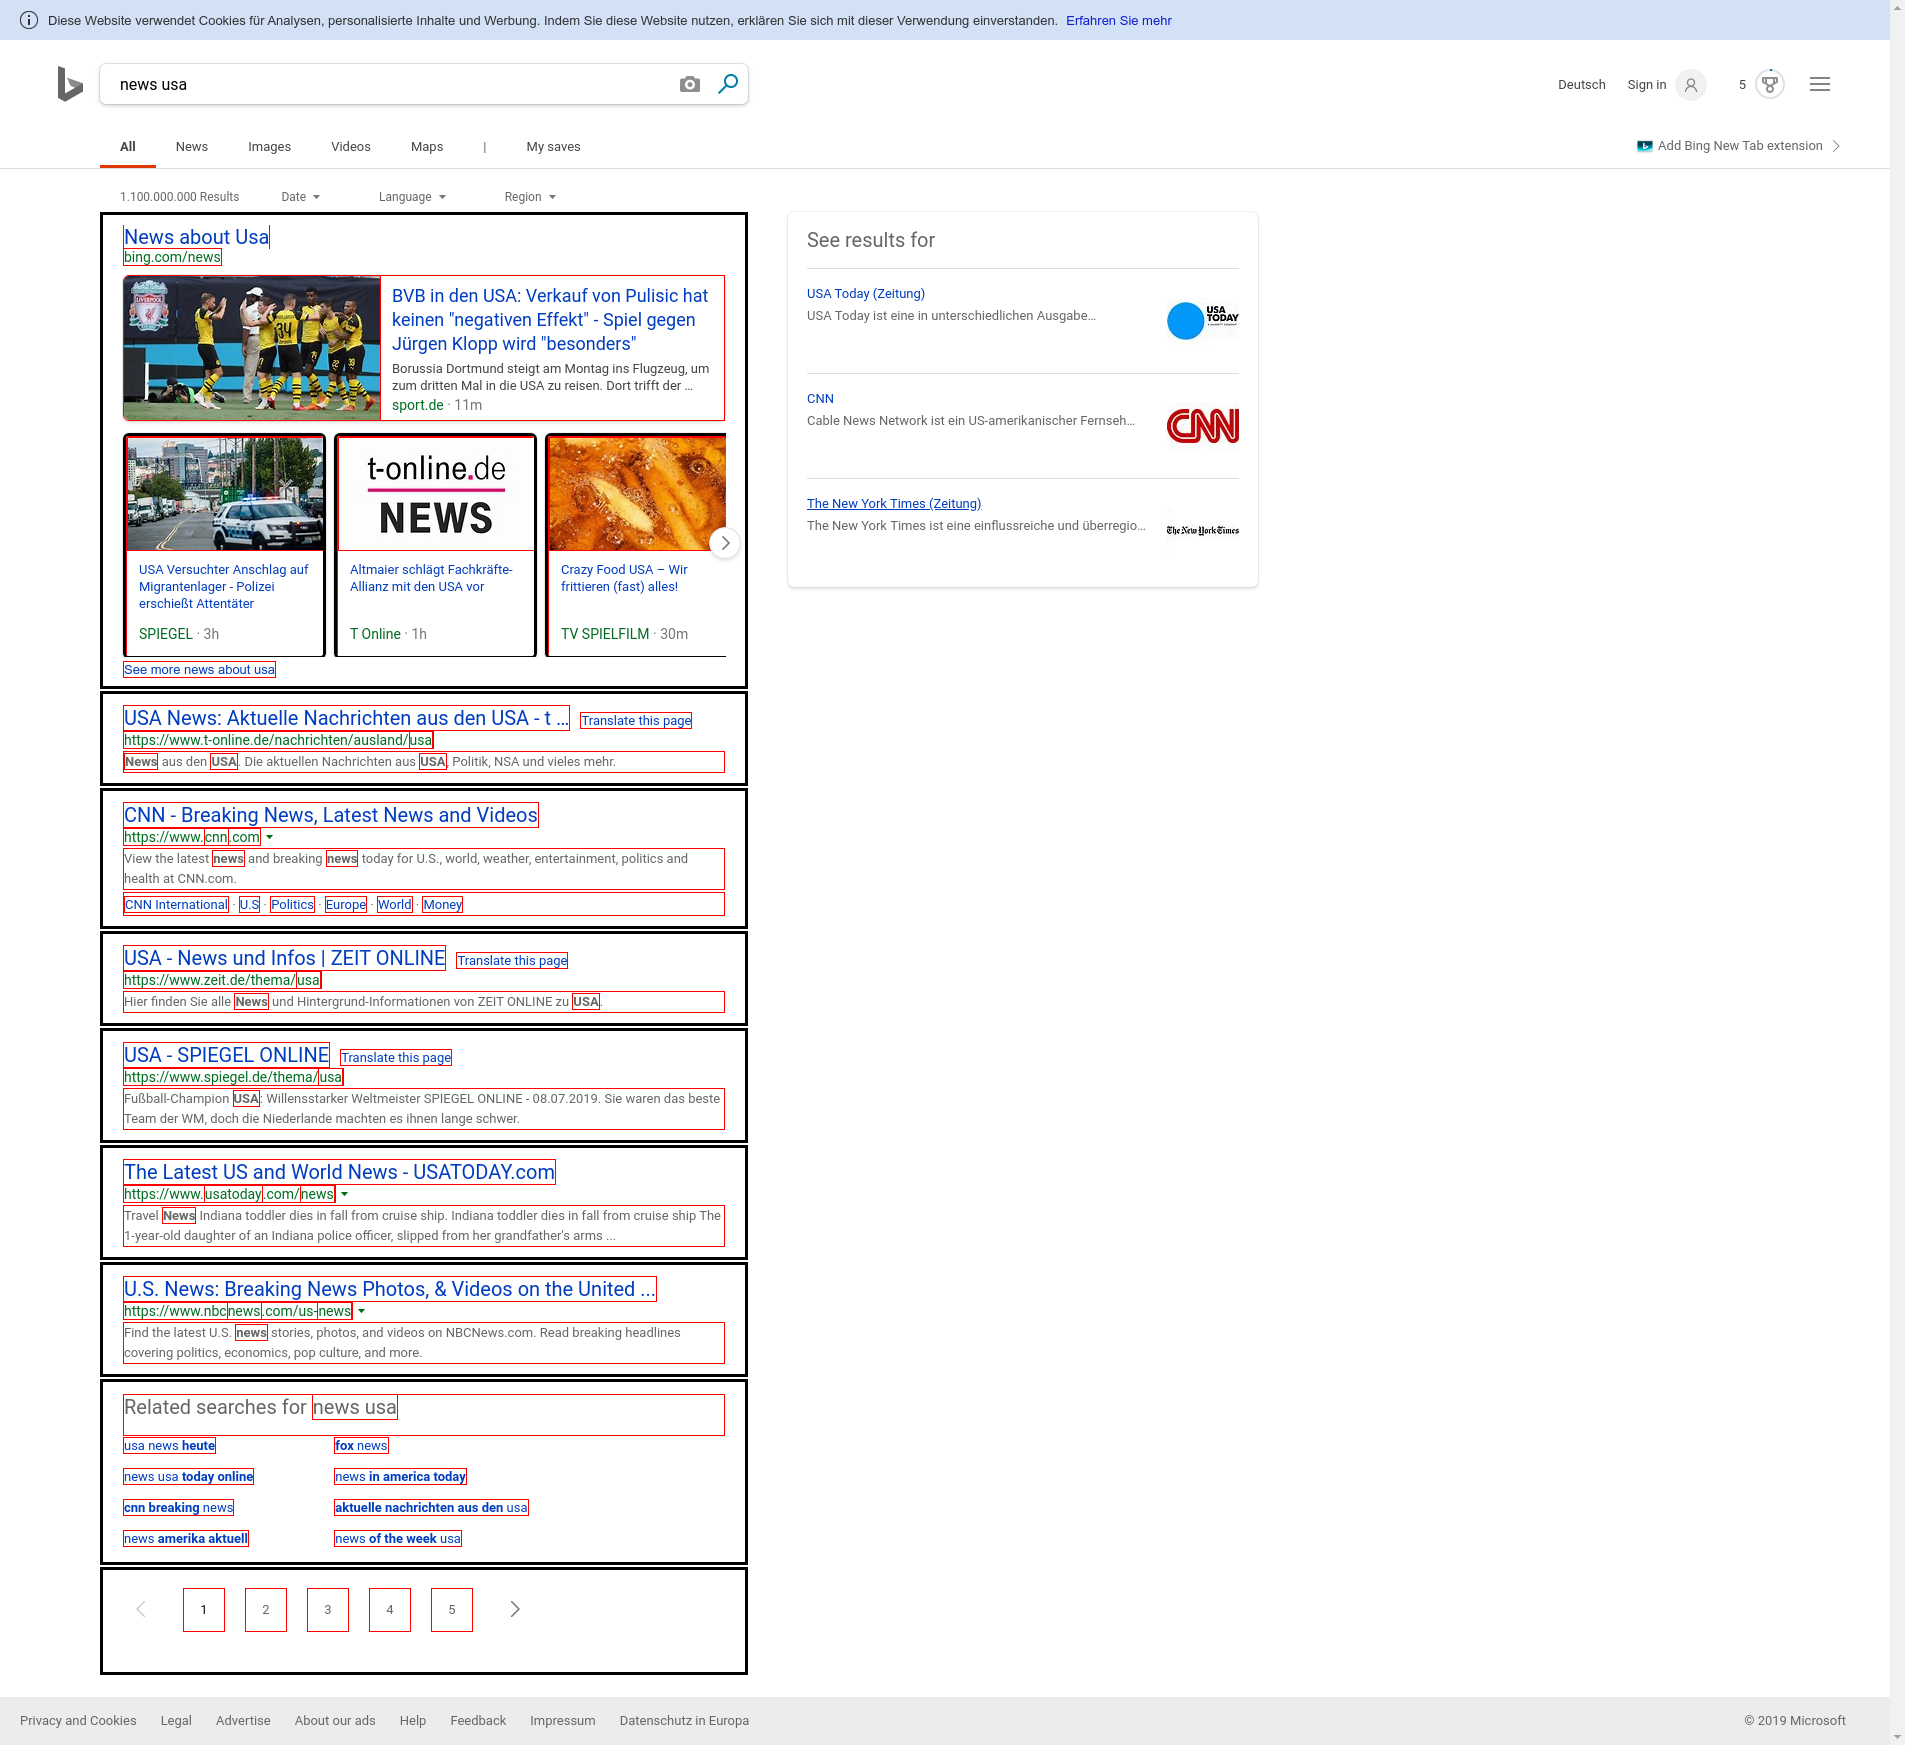 Diese Website verwendet Cookies für Analysen, personalisierte Inhalte und Werbung. Indem Sie diese Website nutzen, erklären Sie sich mit dieser Verwendung einverstanden. Erfahren Sie mehr
news usa
Deutsch Sign in 5
All News Images Videos Maps | My saves
Add Bing New Tab extension
1.100.000.000 Results Date Language Region
News about Usa
bing.com/news
LIVERPOOL
34
BVB in den USA: Verkauf von Pulisic hat
keinen "negativen Effekt" - Spiel gegen
Jürgen Klopp wird "besonders"
Borussia Dortmund steigt am Montag ins Flugzeug, um
zum dritten Mal in die USA zu reisen. Dort trifft der ...
sport.de · 11m
t-online.de
NEWS
USA Versuchter Anschlag auf
Migrantenlager - Polizei
erschießt Attentäter
SPIEGEL · 3h
Altmaier schlägt Fachkräfte-
Allianz mit den USA vor
T Online · 1h
Crazy Food USA – Wir
frittieren (fast) alles!
TV SPIELFILM · 30m
See more news about usa
USA News: Aktuelle Nachrichten aus den USA - t ... Translate this page
https://www.t-online.de/nachrichten/ausland/usa
News aus den USA. Die aktuellen Nachrichten aus USA, Politik, NSA und vieles mehr.
CNN - Breaking News, Latest News and Videos
https://www.cnn.com
View the latest news and breaking news today for U.S., world, weather, entertainment, politics and
health at CNN.com.
CNN International · U.S · Politics · Europe · World · Money
USA - News und Infos | ZEIT ONLINE Translate this page
https://www.zeit.de/thema/usa
Hier finden Sie alle News und Hintergrund-Informationen von ZEIT ONLINE zu USA.
USA - SPIEGEL ONLINE Translate this page
https://www.spiegel.de/thema/usa
Fußball-Champion USA: Willensstarker Weltmeister SPIEGEL ONLINE - 08.07.2019. Sie waren das beste
Team der WM, doch die Niederlande machten es ihnen lange schwer.
The Latest US and World News - USATODAY.com
https://www.usatoday.com/news
Travel News Indiana toddler dies in fall from cruise ship. Indiana toddler dies in fall from cruise ship The
1-year-old daughter of an Indiana police officer, slipped from her grandfather's arms ...
U.S. News: Breaking News Photos, & Videos on the United ...
https://www.nbcnews.com/us-news
Find the latest U.S. news stories, photos, and videos on NBCNews.com. Read breaking headlines
covering politics, economics, pop culture, and more.
Related searches for news usa
usa news heute
fox news
news usa today online
news in america today
cnn breaking news
aktuelle nachrichten aus den usa
news amerika aktuell
news of the week usa
1 2 3 4 5
See results for
USA Today (Zeitung)
USA Today ist eine in unterschiedlichen Ausgabe...
USA
TODAY
CNN
Cable News Network ist ein US-amerikanischer Fernseh...
CNN
The New York Times (Zeitung)
The New York Times ist eine einflussreiche und überregio...
The New York Times
Privacy and Cookies Legal Advertise About our ads Help Feedback Impressum Datenschutz in Europa
© 2019 Microsoft